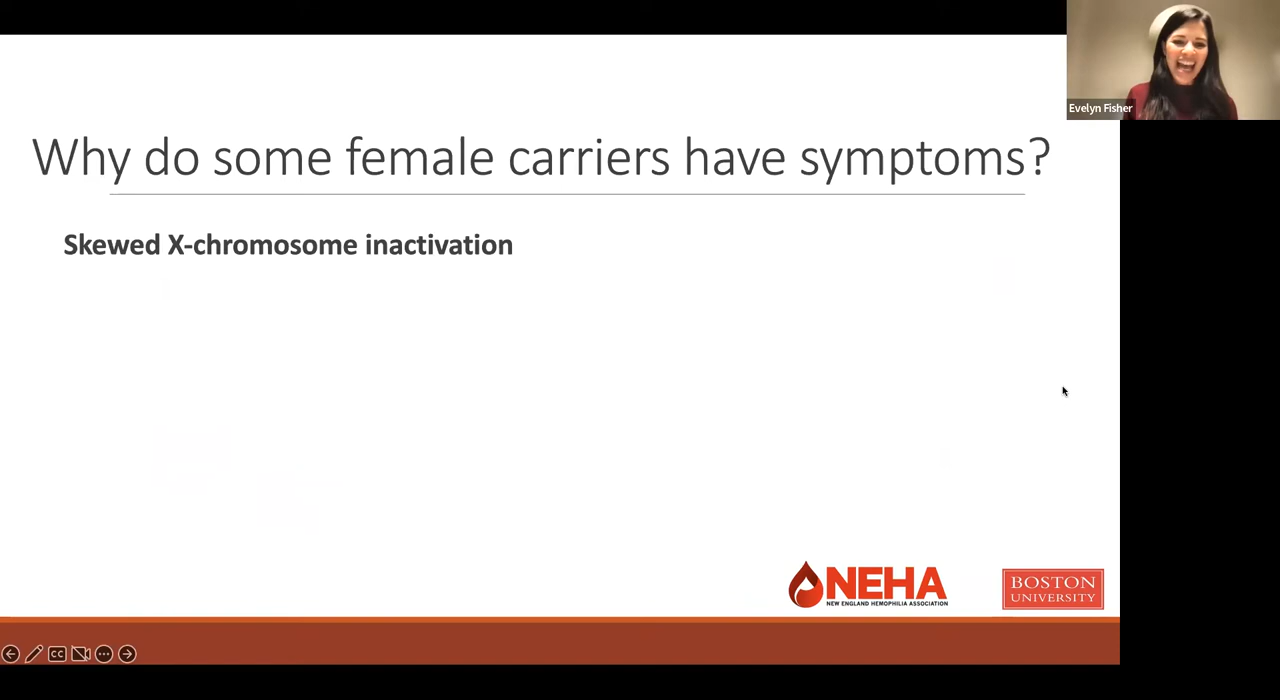 Evelyn Fisher
Why do some female carriers have symptoms?
Skewed X-chromosome inactivation
NEHA
NEW ENGLAND HEMOPHILIA ASSOCIATION
BOSTON
UNIVERSITY
CC